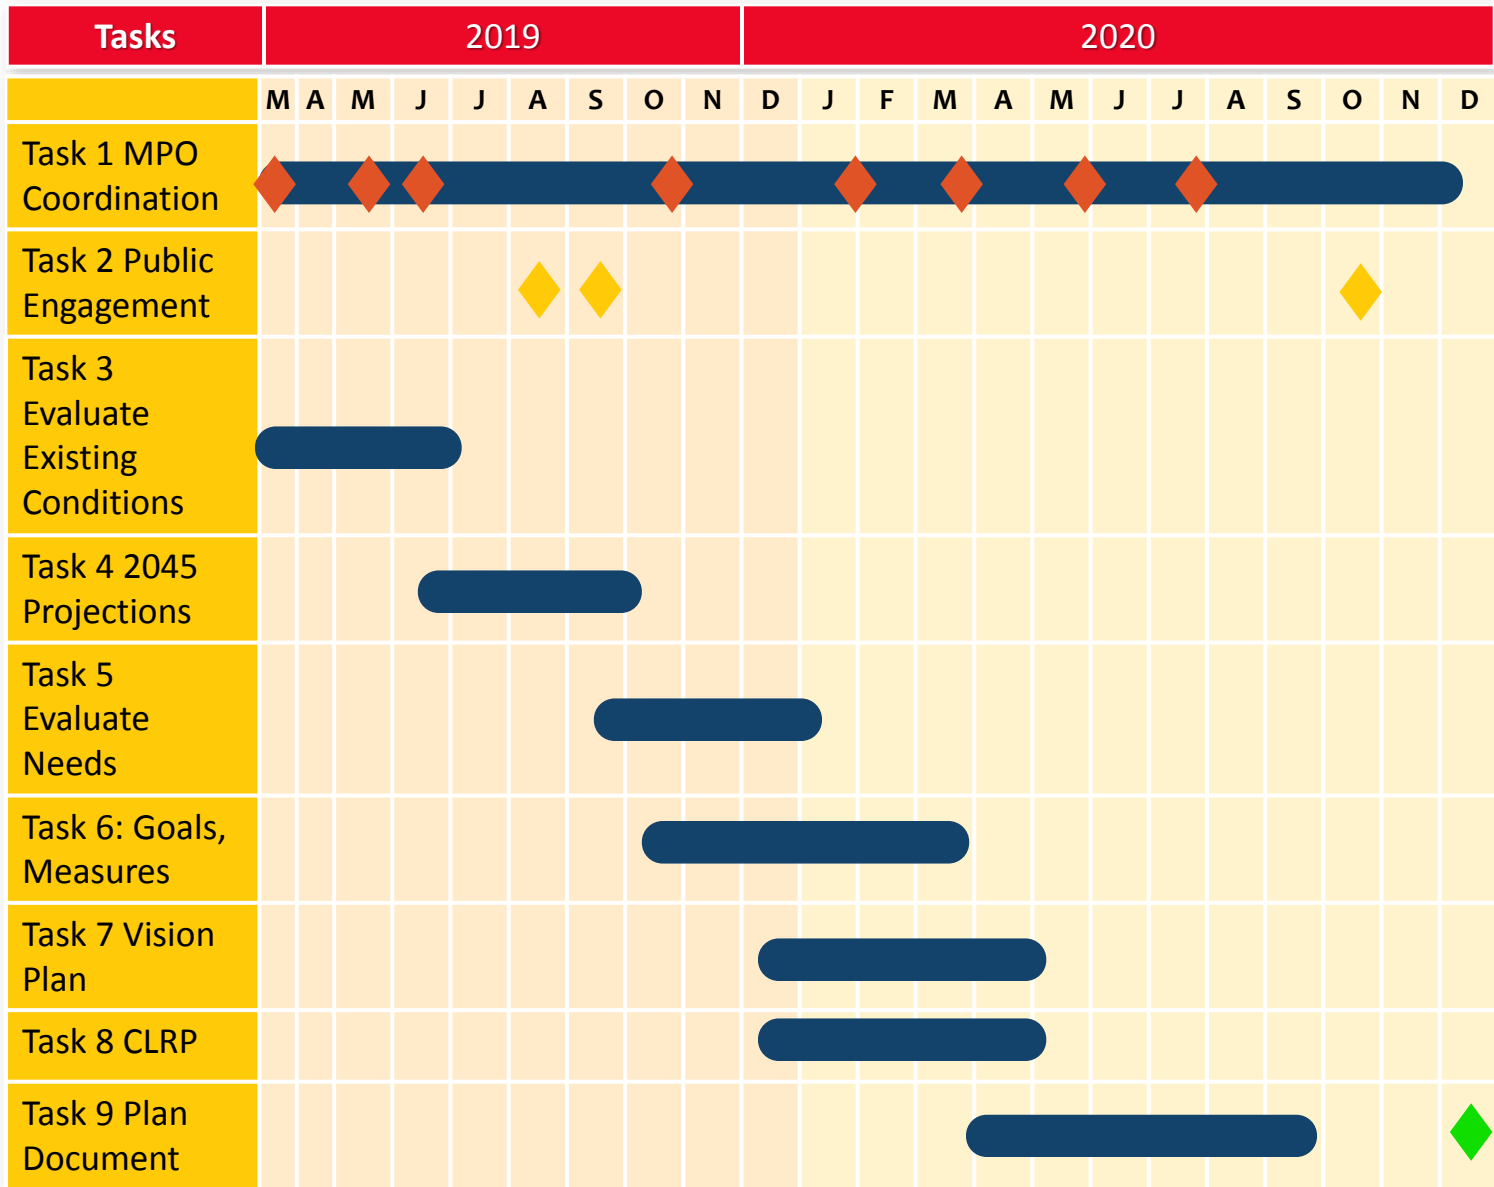 Tasks 2019 2020
M A M J J A S O N D J F M A M J J A S O N D
Task 1 MPO
Coordination
Task 2 Public
Engagement
Task 3
Evaluate
Existing
Conditions
Task 4 2045
Projections
Task 5
Evaluate
Needs
Task 6: Goals,
Measures
Task 7 Vision
Plan
Task 8 CLRP
Task 9 Plan
Document